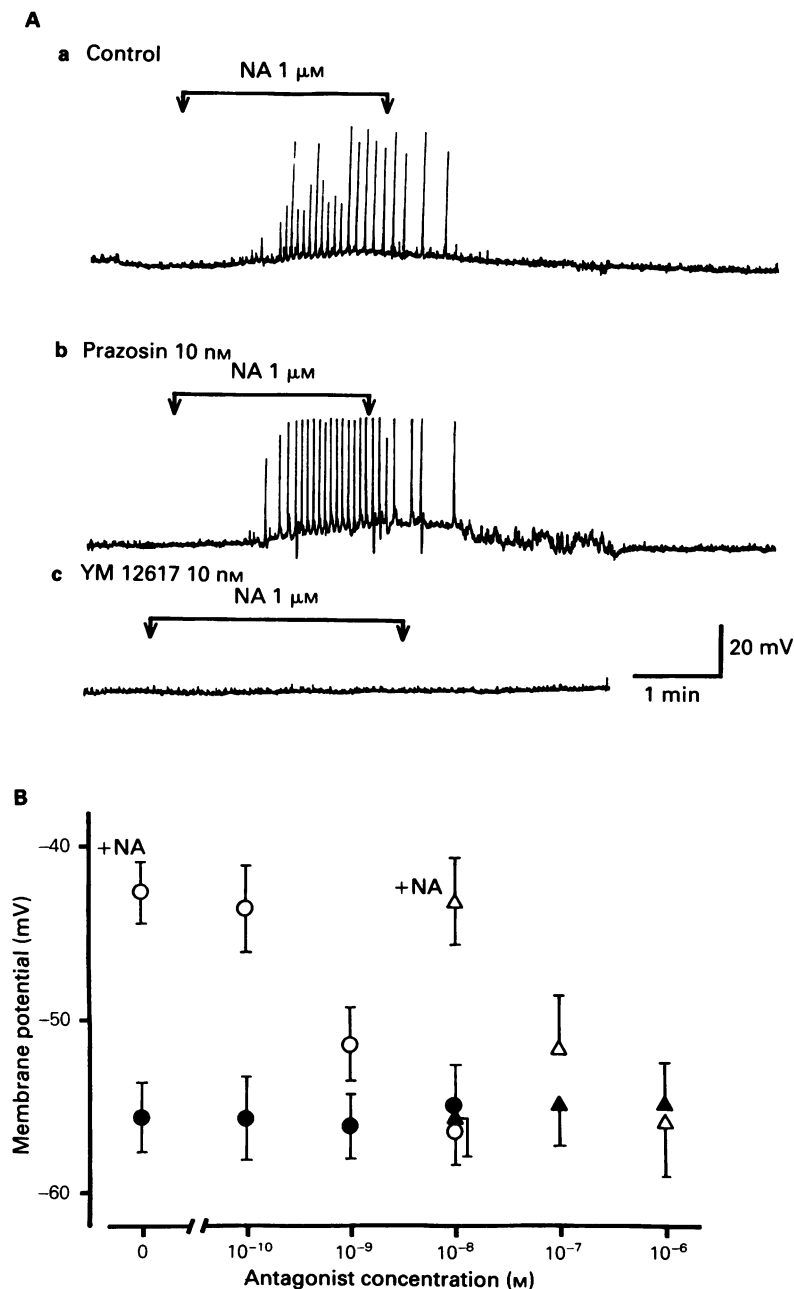 A
a Control
NA 1 μM
b Prazosin 10 nM
NA 1 μM
c YM 12617 10 nM
NA 1 μM
20 mV
1 min
B
Membrane potential (mV)
−40
−50
−60
+NA
+NA
0
10⁻¹⁰
10⁻⁹
10⁻⁸
10⁻⁷
10⁻⁶
Antagonist concentration (M)